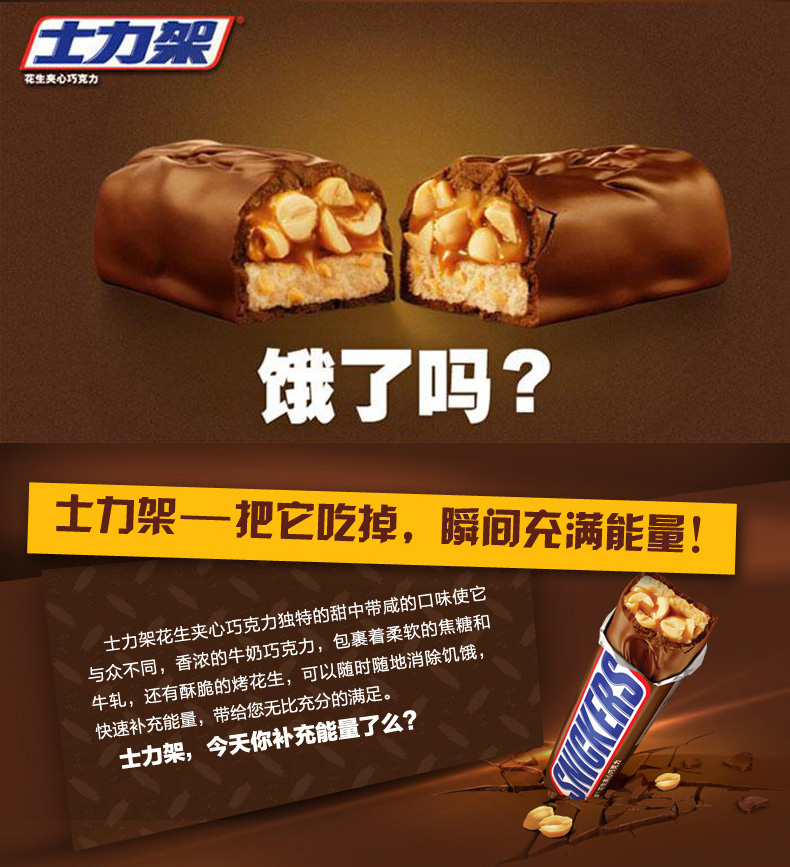 士力架®
花生夹心巧克力
饿了吗？
士力架—把它吃掉，瞬间充满能量！
士力架花生夹心巧克力独特的甜中带咸的口味使它
与众不同，香浓的牛奶巧克力，包裹着柔软的焦糖和
牛轧，还有酥脆的烤花生，可以随时随地消除饥饿，
快速补充能量，带给您无比充分的满足。
士力架，今天你补充能量了么？
SNICKERS